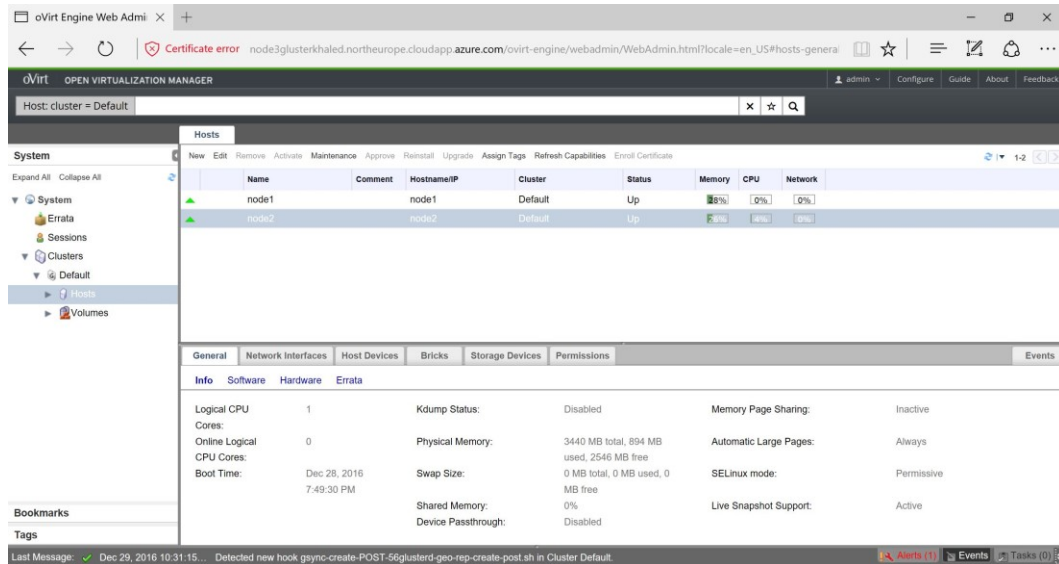 oVirt Engine Web Admi
Certificate error node3glusterkhaled.northeurope.cloudapp.azure.com/ovirt-engine/webadmin/WebAdmin.html?locale=en_US#hosts-genera
oVirt OPEN VIRTUALIZATION MANAGER
admin Configure Guide About Feedback
Host: cluster = Default
Hosts
System
New Edit Remove Activate Maintenance Approve Reinstall Upgrade Assign Tags Refresh Capabilities Enroll Certificate
1-2
Expand All Collapse All
Name Comment Hostname/IP Cluster Status Memory CPU Network
System
node1 node1 Default Up 28% 0% 0%
Errata
node2 node2 Default Up
Sessions
Clusters
Default
Hosts
Volumes
General Network Interfaces Host Devices Bricks Storage Devices Permissions Events
Info Software Hardware Errata
Logical CPU Cores: 1 Kdump Status: Disabled Memory Page Sharing: Inactive
Online Logical CPU Cores: 0 Physical Memory: 3440 MB total, 894 MB used, 2546 MB free Automatic Large Pages: Always
Boot Time: Dec 28, 2016 7:49:30 PM Swap Size: 0 MB total, 0 MB used, 0 MB free SELinux mode: Permissive
Shared Memory: 0% Live Snapshot Support: Active
Device Passthrough: Disabled
Bookmarks
Tags
Last Message: Dec 29, 2016 10:31:15... Detected new hook gsync-create-POST-56glusterd-geo-rep-create-post.sh in Cluster Default.
Alerts (1) Events Tasks (0)